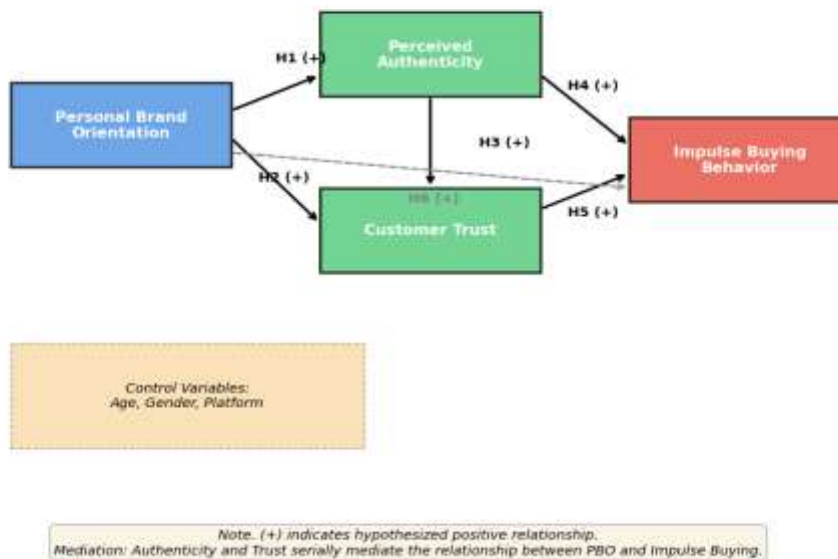 Perceived
Authenticity
H1 (+)
H4 (+)
Personal Brand
Orientation
H3 (+)
Impulse Buying
Behavior
H2 (+)
H6 (+)
H5 (+)
Customer Trust
Control Variables:
Age, Gender, Platform
Note. (+) indicates hypothesized positive relationship.
Mediation: Authenticity and Trust serially mediate the relationship between PBO and Impulse Buying.